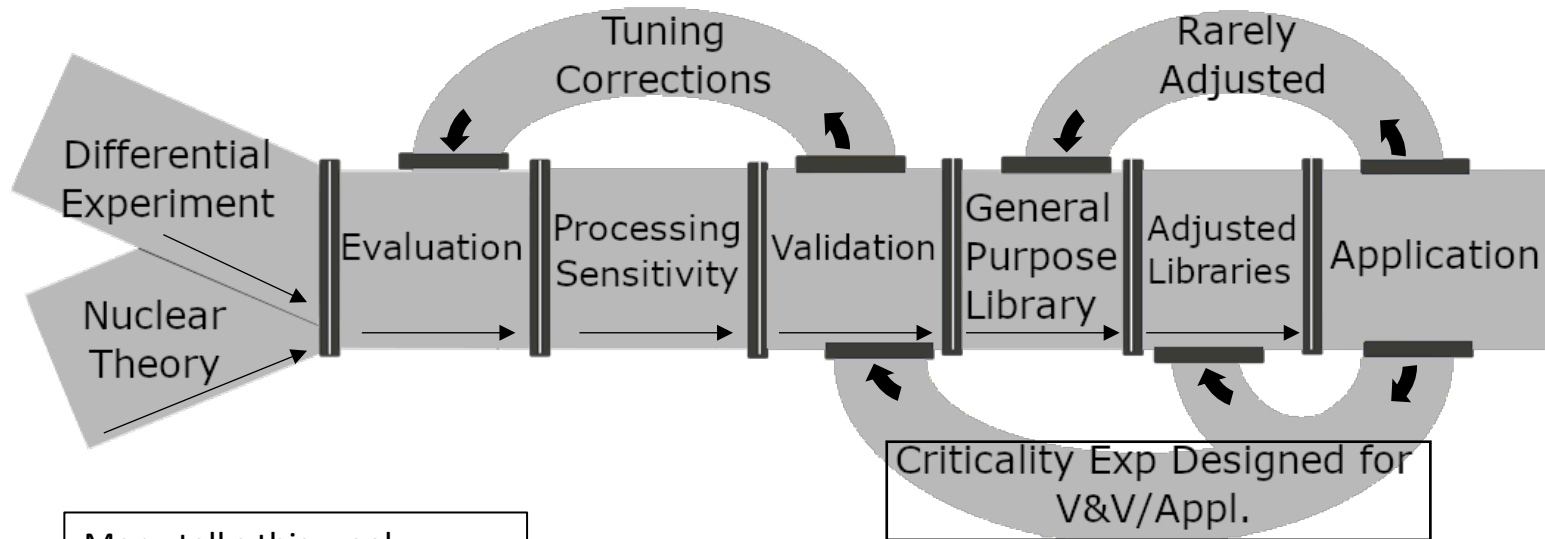 Tuning
Corrections
Rarely
Adjusted
Differential
Experiment
Nuclear
Theory
Evaluation
Processing
Sensitivity
Validation
General
Purpose
Library
Adjusted
Libraries
Application
Criticality Exp Designed for
V&V/Appl.